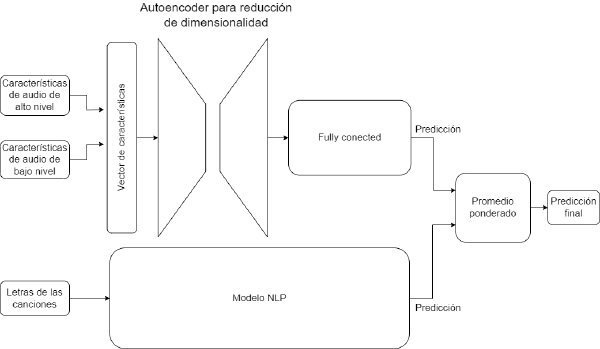 Autoencoder para reducción
de dimensionalidad
Características
de audio de
alto nivel
Características
de audio de
bajo nivel
Vector de características
Fully conected
Predicción
Promedio
ponderado
Predicción
final
Letras de las
canciones
Modelo NLP
Predicción